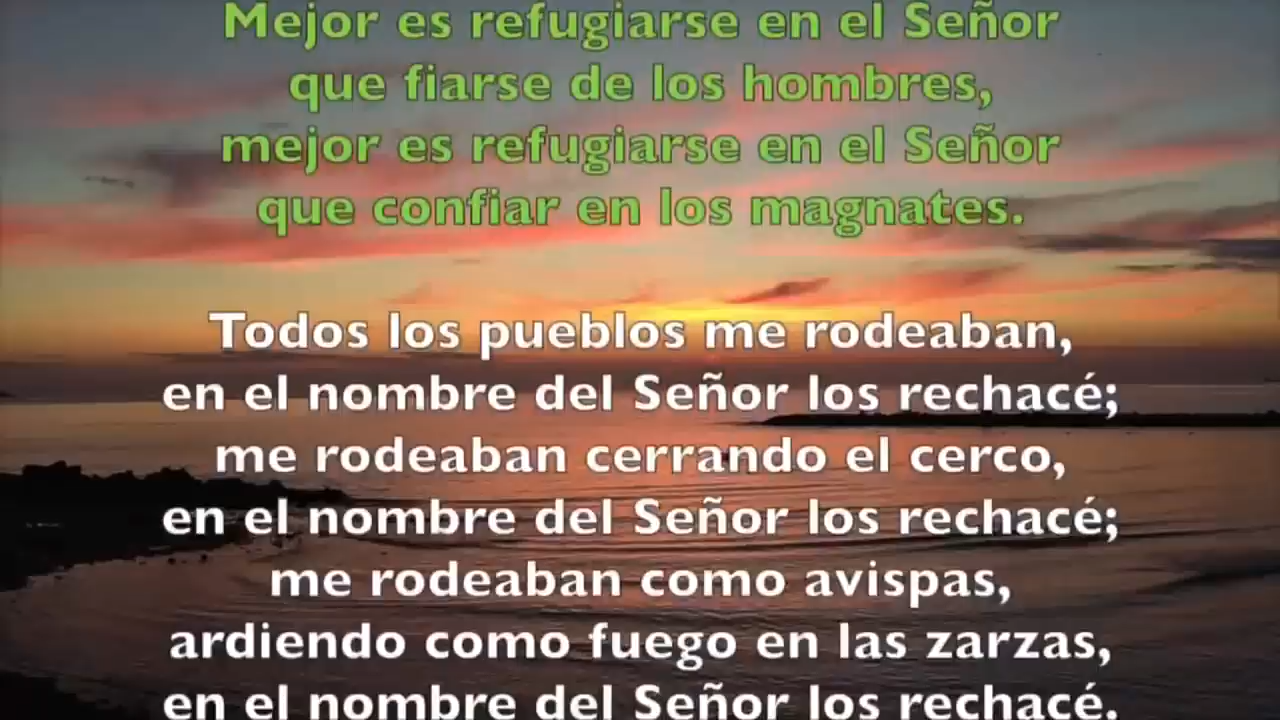 Mejor es refugiarse en el Señor
que fiarse de los hombres,
mejor es refugiarse en el Señor
que confiar en los magnates.
Todos los pueblos me rodeaban,
en el nombre del Señor los rechacé;
me rodeaban cerrando el cerco,
en el nombre del Señor los rechacé;
me rodeaban como avispas,
ardiendo como fuego en las zarzas,
en el nombre del Señor los rechacé.